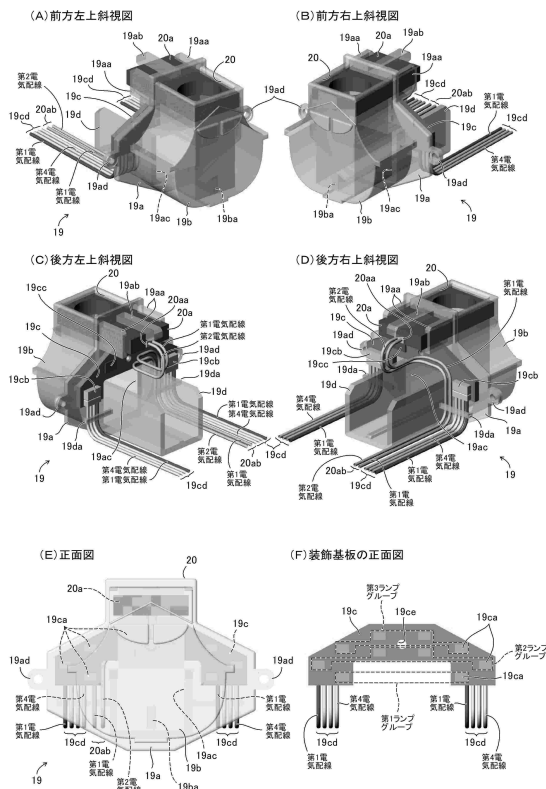 (A)前方左上斜視図
20a
19ab
19aa
20
19aa
19cd
19c
第2電
気配線
20ab
19d
19cd
19ad
第1電
気配線
第4電
気配線
第1電
気配線
19ad
19a
19ac
19b
19ba
19
(B)前方右上斜視図
20
20a
19ab
19aa
19cd
20ab
19d
19c
第1電
気配線
19cd
第4電
気配線
19ad
19a
19ac
19b
19ba
19
(C)後方左上斜視図
20
19ab
19aa
20aa
20a
19cc
19c
19b
19cb
19ad
19a
19da
19ac
第1電気配線
第2電気配線
19ad
19cb
19da
19d
第1電気配線
第4電気配線
第2電
気配線
第1電
気配線
20ab
19cd
第4電気配線
第1電気配線
19cd
19
(D)後方右上斜視図
20
20aa
19ab
19aa
20a
第2電
気配線
19c
19ad
19cb
19cc
19da
19d
第1電
気配線
19b
19cb
19ad
19a
19da
19ac
第4電
気配線
第1電
気配線
19cd
第2電
気配線
20ab
19cd
第1電
気配線
第4電
気配線
第1電
気配線
19
(E)正面図
20
20a
19ca
19c
19ad
19ad
第4電
気配線
第1電
気配線
19cd
20ab
第1電
気配線
第2電
気配線
19a
19ba
19b
19ac
19cd
第1電
気配線
第4電
気配線
19
(F)装飾基板の正面図
第3ランプ
グループ
19c
19ce
19ca
第2ランプ
グループ
19ca
第4電
気配線
第1電
気配線
第1ランプ
グループ
19cd
19cd
第1電
気配線
第4電
気配線